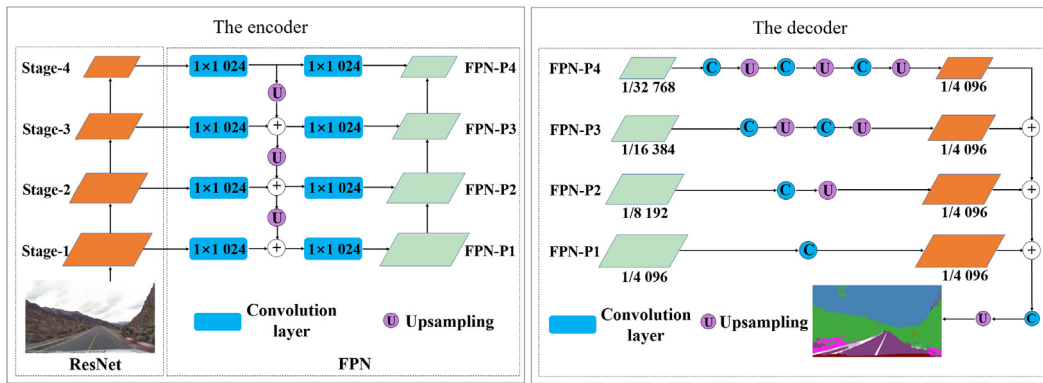 The encoder
Stage-4
1×1 024
1×1 024
FPN-P4
U
Stage-3
1×1 024
+
1×1 024
FPN-P3
U
Stage-2
1×1 024
+
1×1 024
FPN-P2
U
Stage-1
1×1 024
+
1×1 024
FPN-P1
Convolution
layer
U Upsampling
ResNet
FPN
The decoder
FPN-P4
C U C U C U
1/32 768
1/4 096
FPN-P3
C U C U
+
1/16 384
1/4 096
FPN-P2
C U
+
1/8 192
1/4 096
FPN-P1
C
+
1/4 096
1/4 096
Convolution
layer
U Upsampling
U C